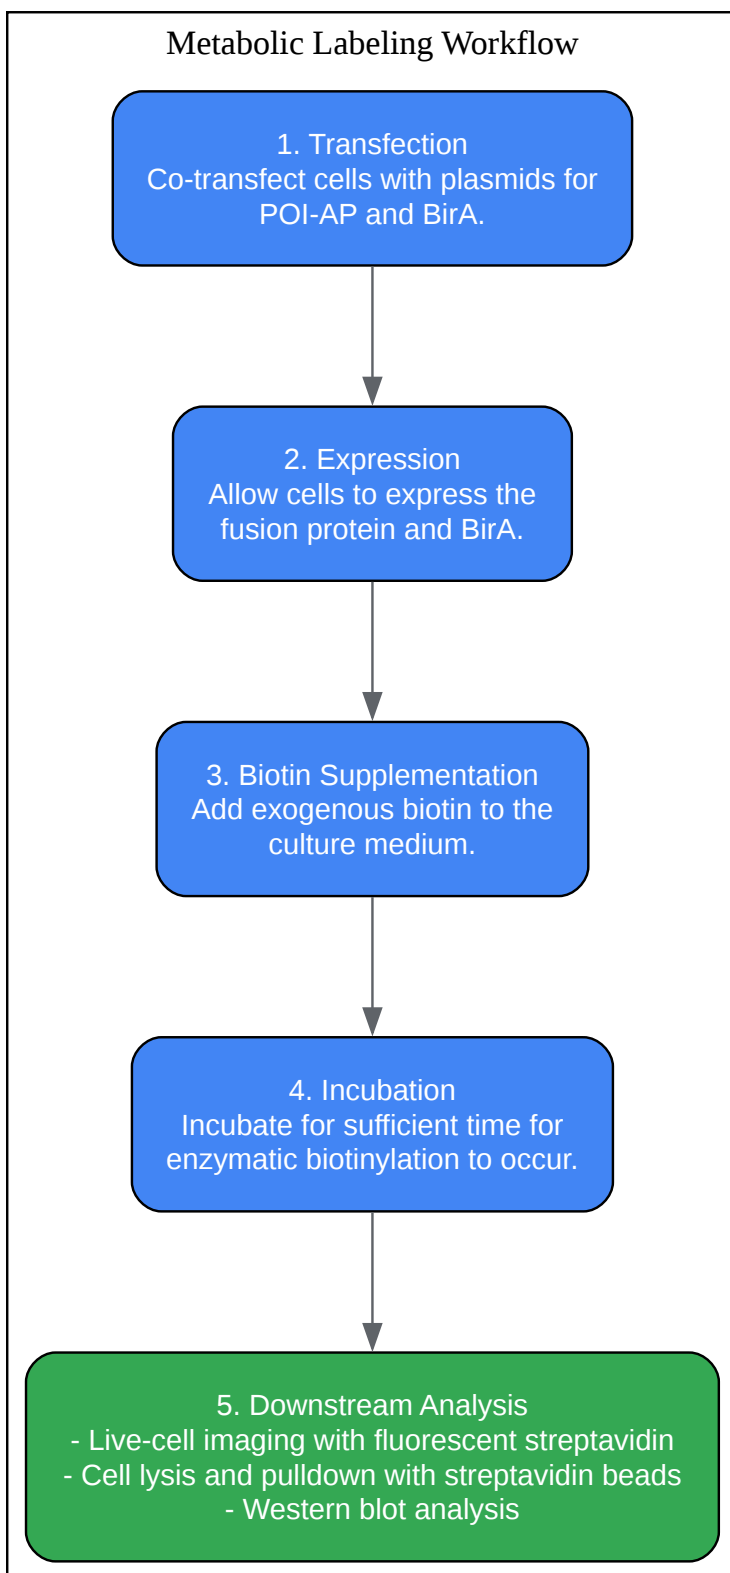 Metabolic Labeling Workflow
1. Transfection
Co-transfect cells with plasmids for
POI-AP and BirA.
2. Expression
Allow cells to express the
fusion protein and BirA.
3. Biotin Supplementation
Add exogenous biotin to the
culture medium.
4. Incubation
Incubate for sufficient time for
enzymatic biotinylation to occur.
5. Downstream Analysis
- Live-cell imaging with fluorescent streptavidin
- Cell lysis and pulldown with streptavidin beads
- Western blot analysis